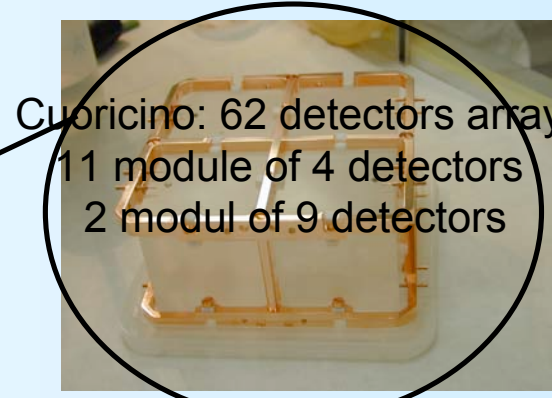 Cuoricino: 62 detectors array
11 module of 4 detectors
2 modul of 9 detectors